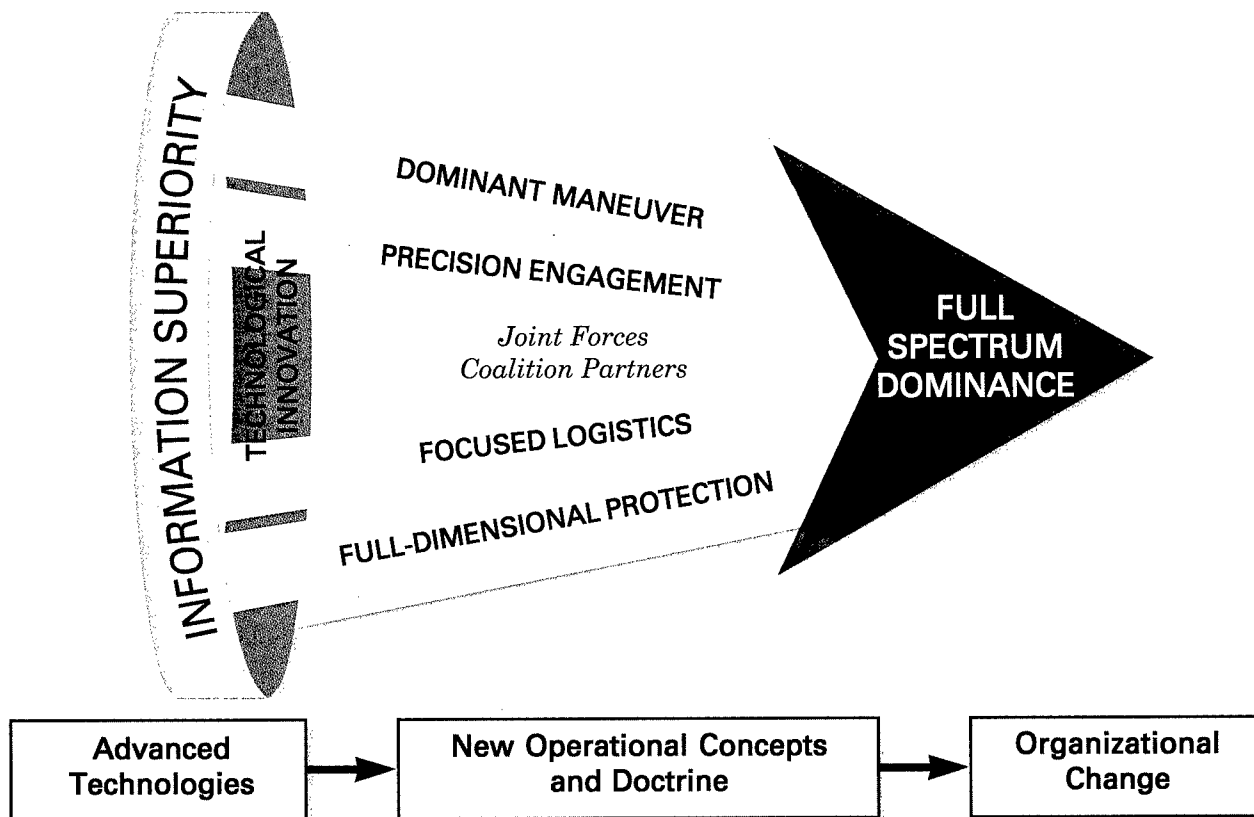 INFORMATION SUPERIORITY
TECHNOLOGICAL
INNOVATION
DOMINANT MANEUVER
PRECISION ENGAGEMENT
Joint Forces
Coalition Partners
FOCUSED LOGISTICS
FULL-DIMENSIONAL PROTECTION
FULL
SPECTRUM
DOMINANCE
Advanced
Technologies
New Operational Concepts
and Doctrine
Organizational
Change